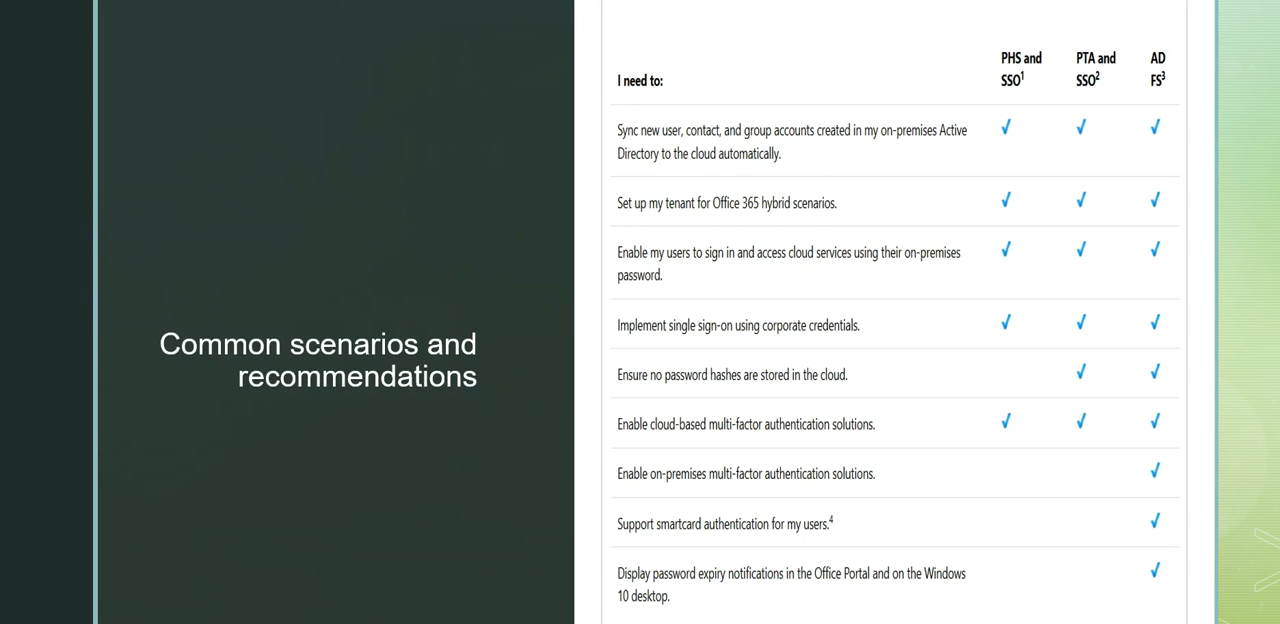 Common scenarios and
recommendations
I need to:
PHS and
SSO1
PTA and
SSO2
AD
FS3
Sync new user, contact, and group accounts created in my on-premises Active
Directory to the cloud automatically.
√ √ √
Set up my tenant for Office 365 hybrid scenarios.
√ √ √
Enable my users to sign in and access cloud services using their on-premises
password.
√ √ √
Implement single sign-on using corporate credentials.
√ √ √
Ensure no password hashes are stored in the cloud.
√ √
Enable cloud-based multi-factor authentication solutions.
√ √ √
Enable on-premises multi-factor authentication solutions.
√
Support smartcard authentication for my users.4
√
Display password expiry notifications in the Office Portal and on the Windows
10 desktop.
√